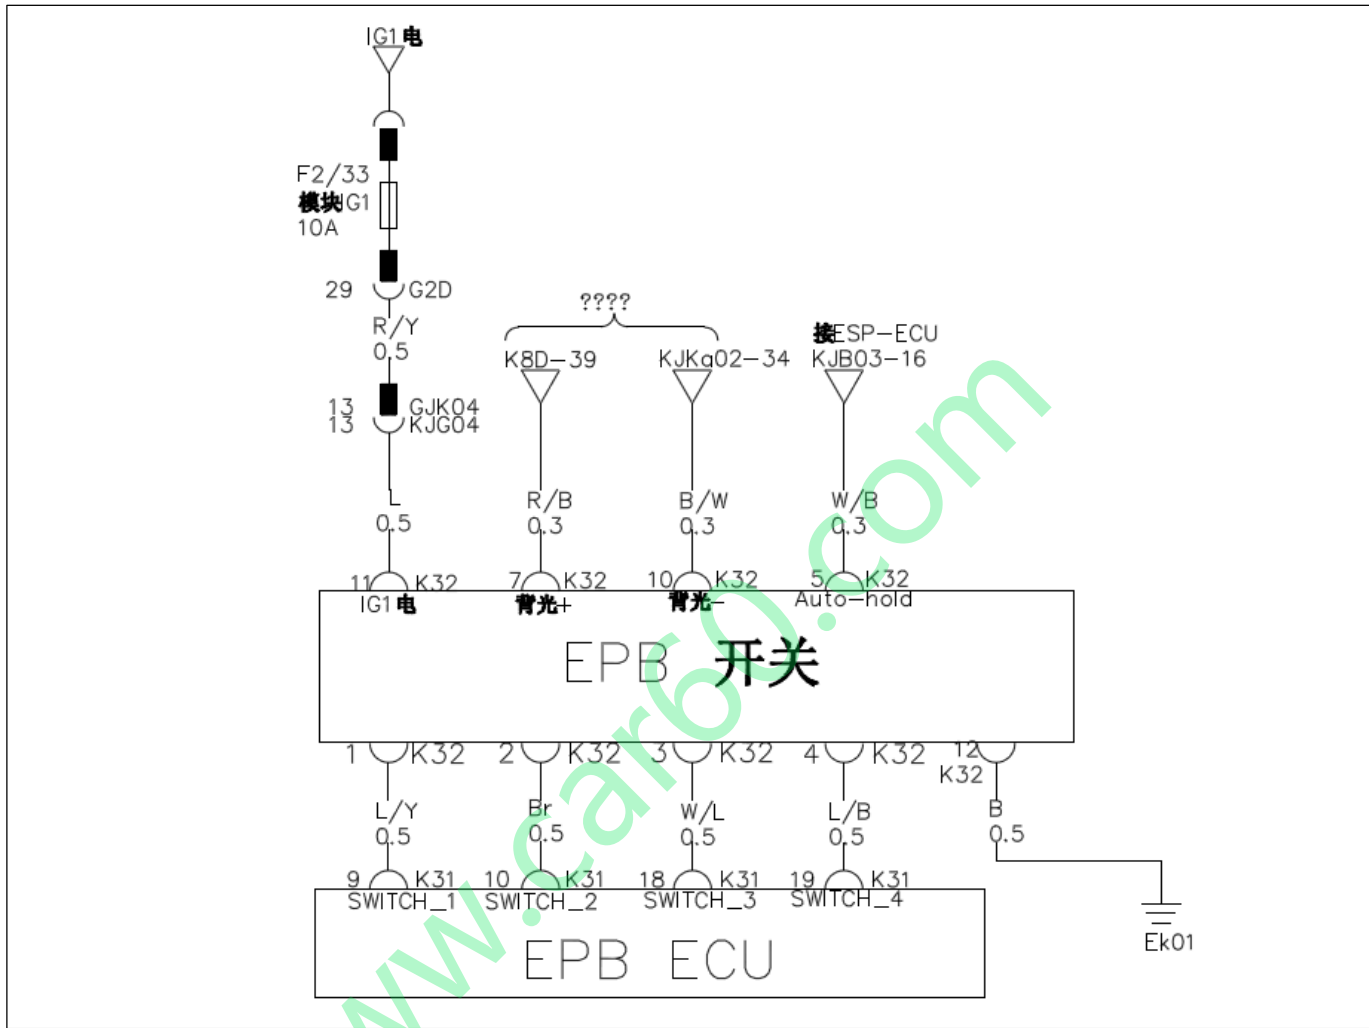 IG1电
F2/33
模块IG1
10A
29 G2D
R/Y
0.5
13 GJK04
13 KJG04
L
0.5
????
K8D-39
KJKa02-34
接ESP-ECU
KJB03-16
R/B
0.3
B/W
0.3
W/B
0.3
11 K32
7 K32
10 K32
5 K32
IG1电
背光+
背光-
Auto-hold
EPB 开关
1 K32
2 K32
3 K32
4 K32
12
K32
L/Y
0.5
Br
0.5
W/L
0.5
L/B
0.5
B
0.5
9 K31
10 K31
18 K31
19 K31
SWITCH_1
SWITCH_2
SWITCH_3
SWITCH_4
EPB ECU
Ek01
ww.car60.com